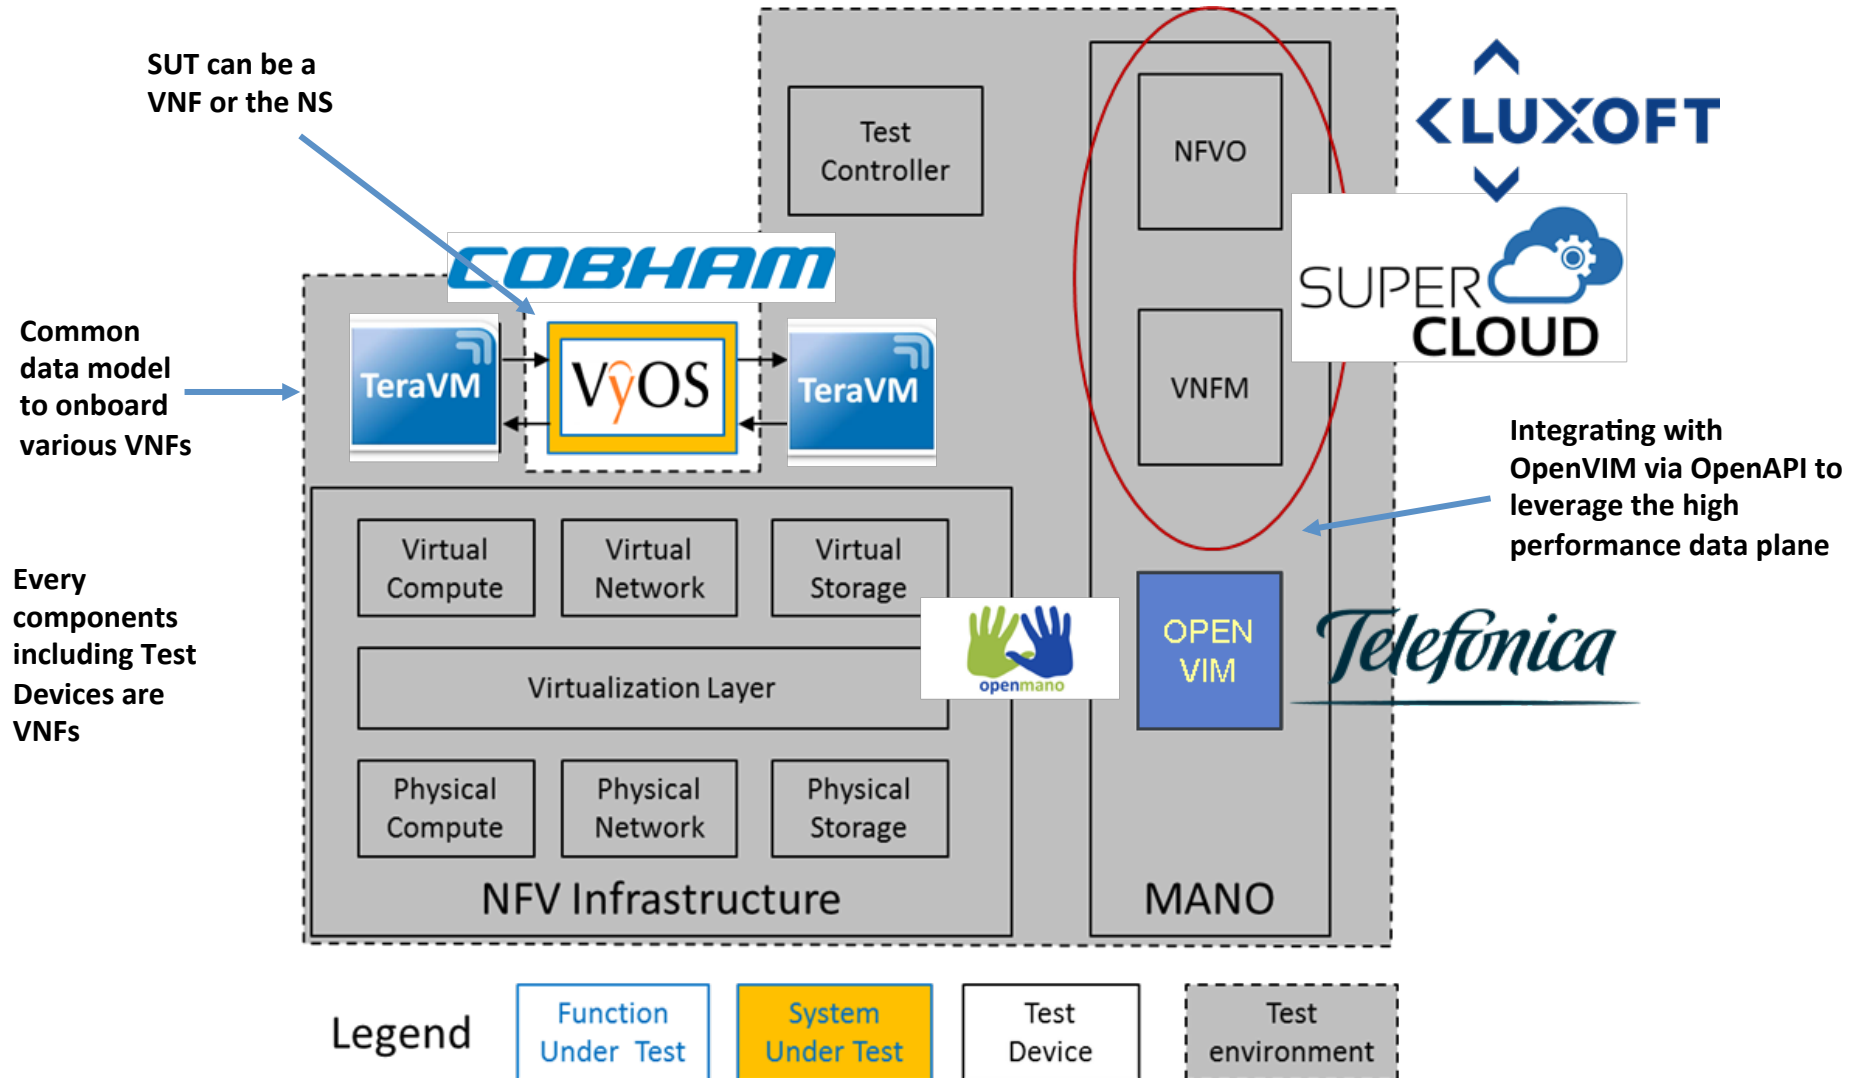 SUT can be a
VNF or the NS
Test
Controller
NFVO
<LUXOFT
COBHAM
SUPER
CLOUD
Common
data model
to onboard
various VNFs
TeraVM
VyOS
TeraVM
VNFM
Integrating with
OpenVIM via OpenAPI to
leverage the high
performance data plane
Every
components
including Test
Devices are
VNFs
Virtual
Compute
Virtual
Network
Virtual
Storage
openmano
OPEN
VIM
Telefónica
Virtualization Layer
Physical
Compute
Physical
Network
Physical
Storage
NFV Infrastructure
MANO
Legend
Function
Under Test
System
Under Test
Test
Device
Test
environment